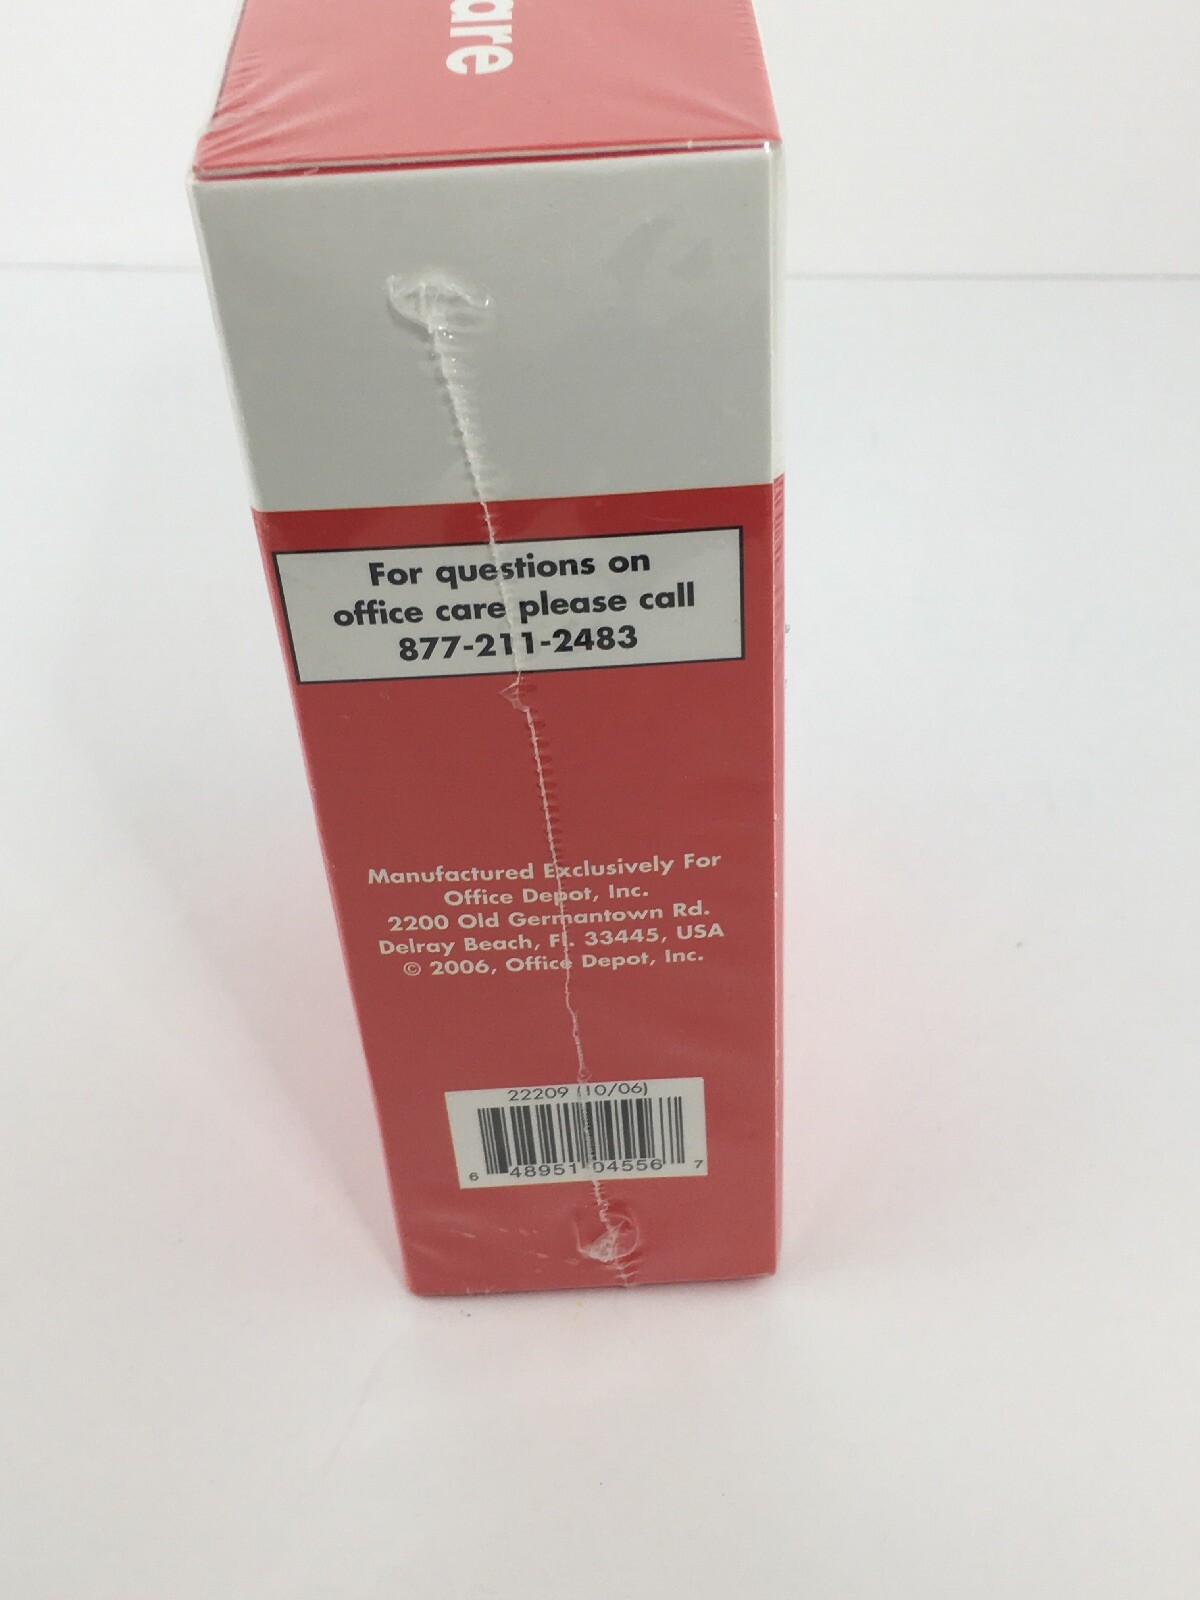 are
For questions on
office care please call
877-211-2483
Manufactured Exclusively For
Office Depot, Inc.
2200 Old Germantown Rd.
Delray Beach, Fl. 33445, USA
© 2006, Office Depot, Inc.
22209 (10/06)
6 48951 04556 7